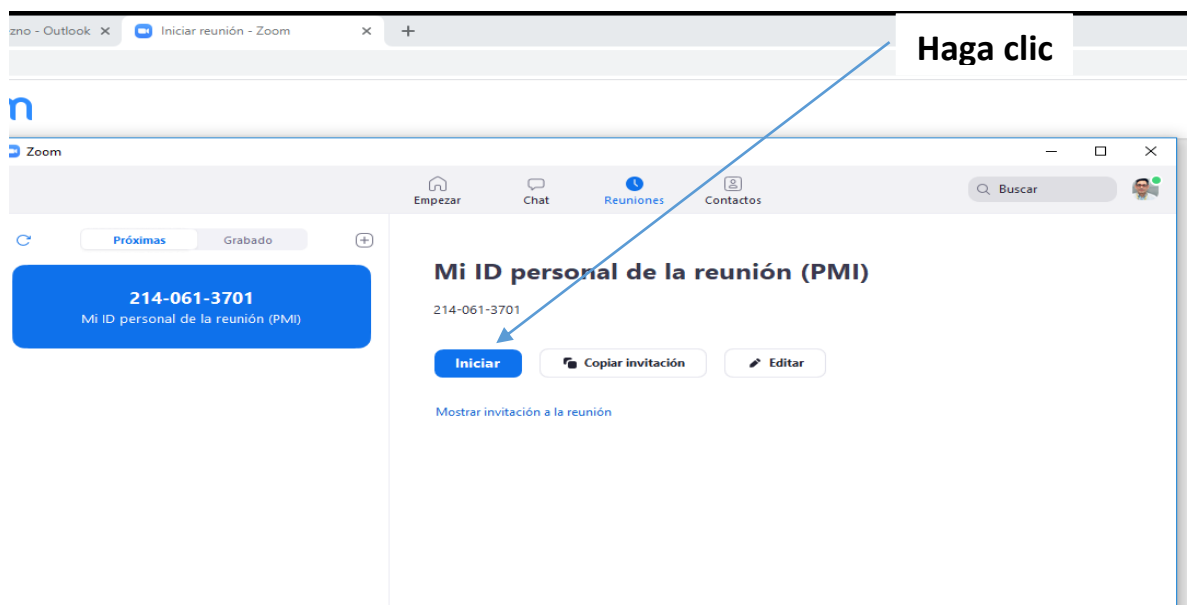 zno - Outlook
Iniciar reunión - Zoom
Haga clic
m
Zoom
Empezar
Chat
Reuniones
Contactos
Buscar
Próximas
Grabado
214-061-3701
Mi ID personal de la reunión (PMI)
Mi ID personal de la reunión (PMI)
214-061-3701
Iniciar
Copiar invitación
Editar
Mostrar invitación a la reunión